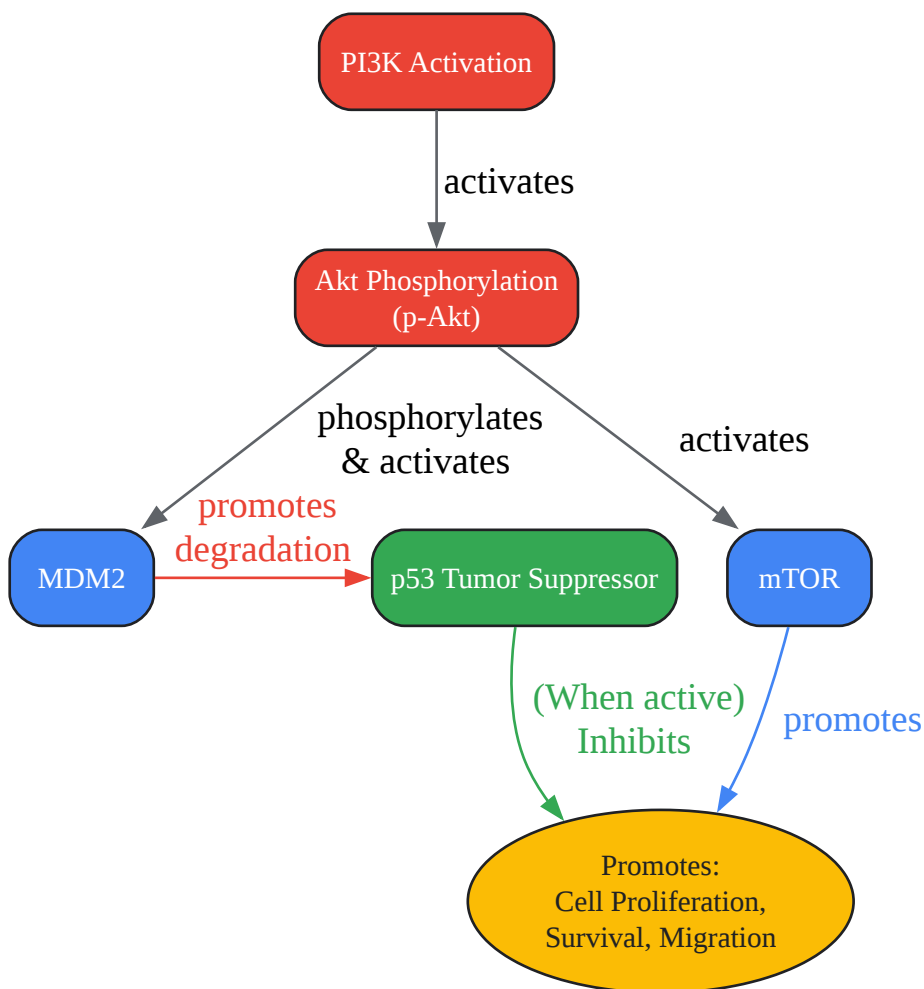 PI3K Activation
activates
Akt Phosphorylation
(p-Akt)
phosphorylates
& activates
activates
promotes
degradation
MDM2
p53 Tumor Suppressor
mTOR
(When active)
Inhibits
promotes
Promotes:
Cell Proliferation,
Survival, Migration